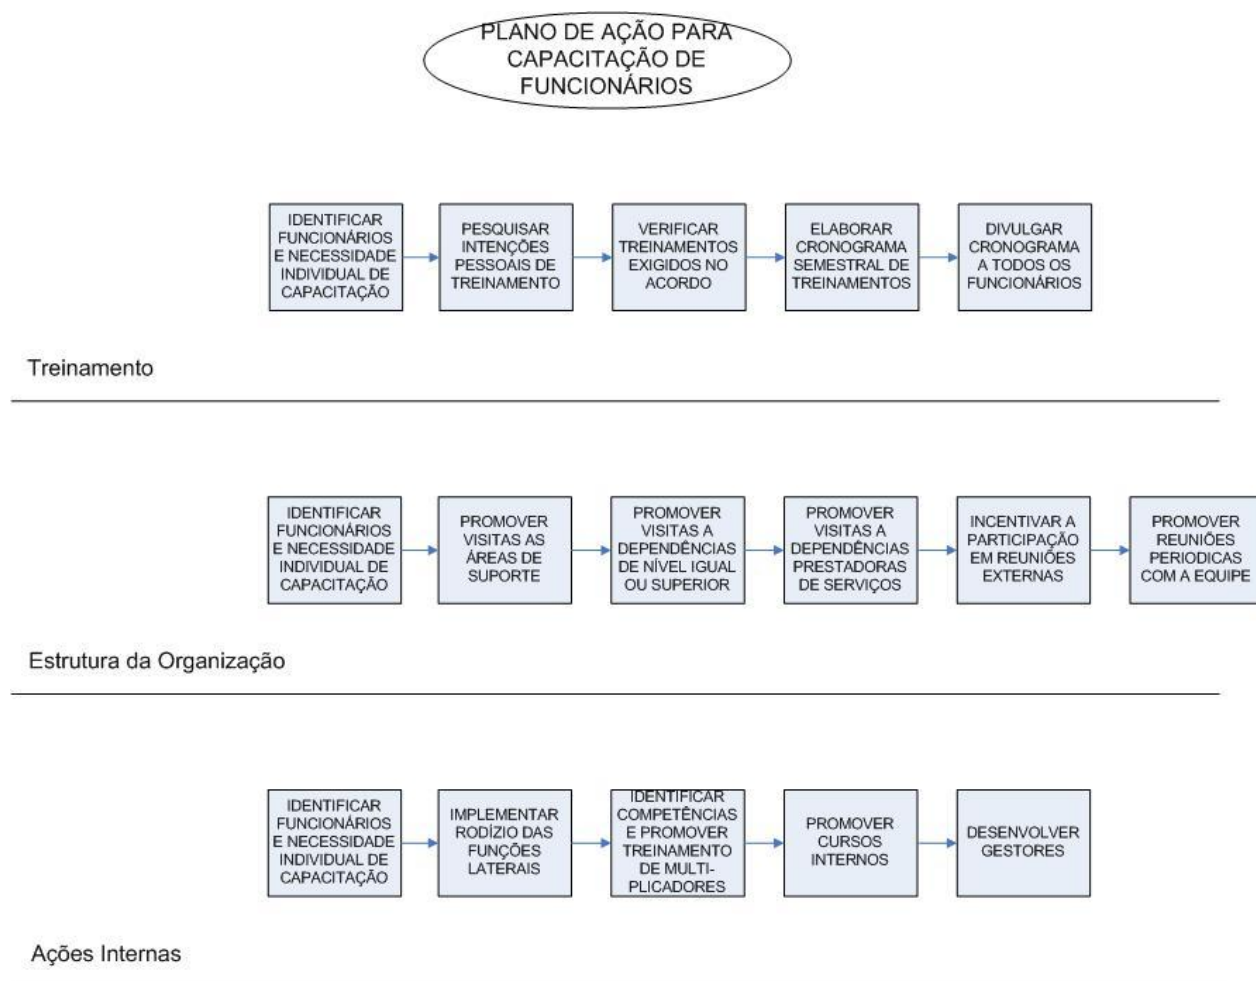 PLANO DE AÇÃO PARA
CAPACITAÇÃO DE
FUNCIONÁRIOS
IDENTIFICAR
FUNCIONÁRIOS
E NECESSIDADE
INDIVIDUAL DE
CAPACITAÇÃO
PESQUISAR
INTENÇÕES
PESSOAIS DE
TREINAMENTO
VERIFICAR
TREINAMENTOS
EXIGIDOS NO
ACORDO
ELABORAR
CRONOGRAMA
SEMESTRAL DE
TREINAMENTOS
DIVULGAR
CRONOGRAMA
A TODOS OS
FUNCIONÁRIOS
Treinamento
IDENTIFICAR
FUNCIONÁRIOS
E NECESSIDADE
INDIVIDUAL DE
CAPACITAÇÃO
PROMOVER
VISITAS AS
ÁREAS DE
SUPORTE
PROMOVER
VISITAS A
DEPENDÊNCIAS
DE NÍVEL IGUAL
OU SUPERIOR
PROMOVER
VISITAS A
DEPENDÊNCIAS
PRESTADORAS
DE SERVIÇOS
INCENTIVAR A
PARTICIPAÇÃO
EM REUNIÕES
EXTERNAS
PROMOVER
REUNIÕES
PERIODICAS
COM A EQUIPE
Estrutura da Organização
IDENTIFICAR
FUNCIONÁRIOS
E NECESSIDADE
INDIVIDUAL DE
CAPACITAÇÃO
IMPLEMENTAR
RODÍZIO DAS
FUNÇÕES
LATERAIS
IDENTIFICAR
COMPETÊNCIAS
E PROMOVER
TREINAMENTO
DE MULTI-
PLICADORES
PROMOVER
CURSOS
INTERNOS
DESENVOLVER
GESTORES
Ações Internas